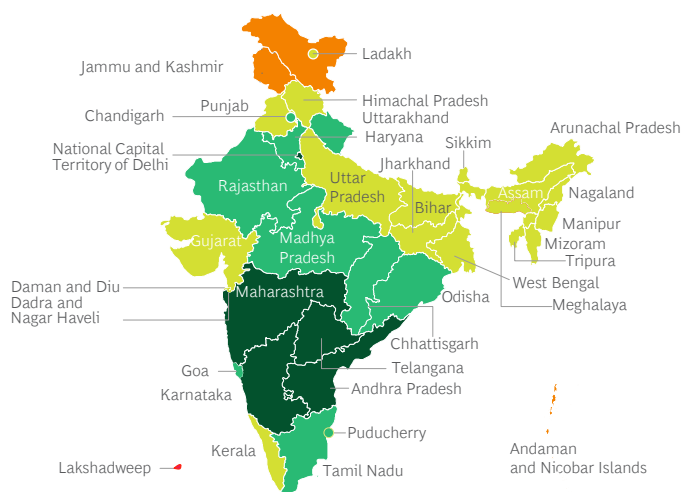 Ladakh
Jammu and Kashmir
Himachal Pradesh
Punjab
Uttarakhand
Chandigarh
Haryana
Arunachal Pradesh
Sikkim
National Capital
Territory of Delhi
Jharkhand
Uttar
Pradesh
Rajasthan
Assam
Nagaland
Bihar
Manipur
Gujarat
Madhya
Pradesh
Mizoram
Tripura
West Bengal
Daman and Diu
Dadra and
Nagar Haveli
Maharashtra
Odisha
Meghalaya
Chhattisgarh
Telangana
Goa
Karnataka
Andhra Pradesh
Puducherry
Kerala
Andaman
and Nicobar Islands
Lakshadweep
Tamil Nadu